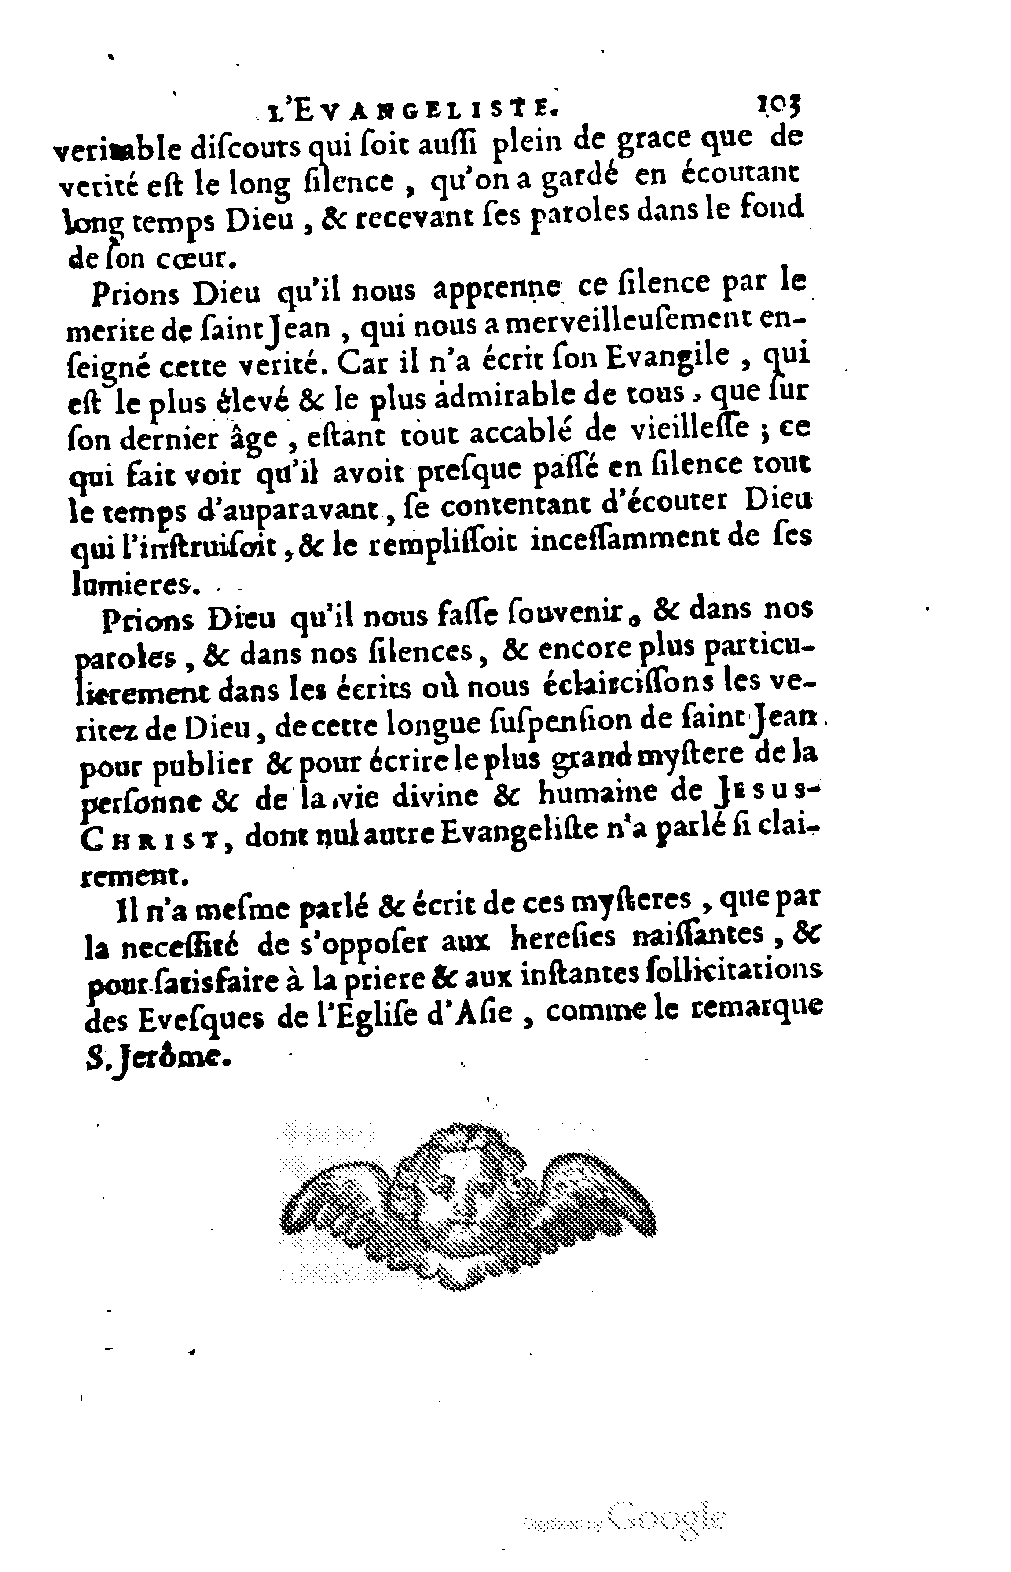 L'EVANGELISTE. 103
veritable diſcours qui ſoit auſſi plein de grace que de
verité eſt le long ſilence, qu'on a gardé en écoutant
long temps Dieu, & recevant ſes paroles dans le fond
de ſon cœur.
Prions Dieu qu'il nous apprenne ce ſilence par le
merite de ſaint Jean, qui nous a merveilleuſement en-
ſeigné cette verité. Car il n'a écrit ſon Evangile, qui
eſt le plus élevé & le plus admirable de tous, que ſur
ſon dernier âge, eſtant tout accablé de vieilleſſe; ce
qui fait voir qu'il avoit preſque paſſé en ſilence tout
le temps d'auparavant, ſe contentant d'écouter Dieu
qui l'inſtruiſoit, & le rempliſſoit inceſſamment de ſes
lumieres.
Prions Dieu qu'il nous faſſe ſouvenir, & dans nos
paroles, & dans nos ſilences, & encore plus particu-
lierement dans les écrits où nous éclairciſſons les ve-
ritez de Dieu, de cette longue ſuſpenſion de ſaint Jean
pour publier & pour écrire le plus grand myſtere de la
perſonne & de la vie divine & humaine de JESUS-
CHRIST, dont nul autre Evangeliſte n'a parlé ſi clai-
rement.
Il n'a meſme parlé & écrit de ces myſteres, que par
la neceſſité de s'oppoſer aux hereſies naiſſantes, &
pour ſatisfaire à la priere & aux inſtantes ſollicitations
des Eveſques de l'Egliſe d'Aſie, comme le remarque
S. Jerôme.
Digitized by Google